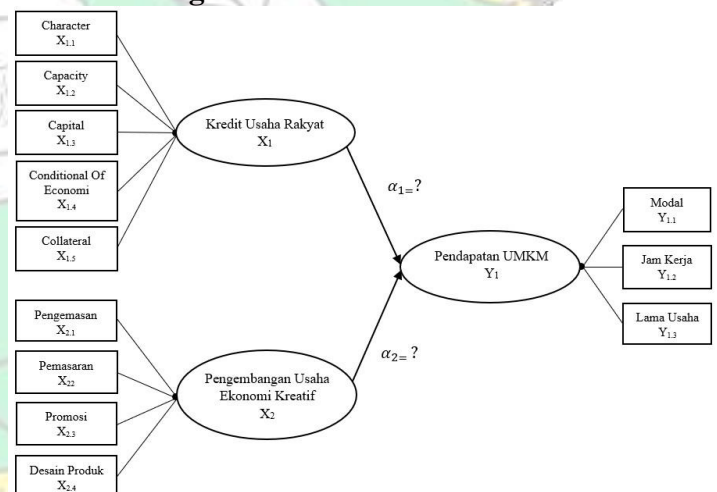 Character
X1.1
Capacity
X1.2
Capital
X1.3
Conditional Of
Economi
X1.4
Collateral
X1.5
Kredit Usaha Rakyat
X1
α1=?
Pendapatan UMKM
Y1
Modal
Y1.1
Jam Kerja
Y1.2
Lama Usaha
Y1.3
Pengemasan
X2.1
Pemasaran
X22
Promosi
X2.3
Desain Produk
X2.4
Pengembangan Usaha
Ekonomi Kreatif
X2
α2= ?